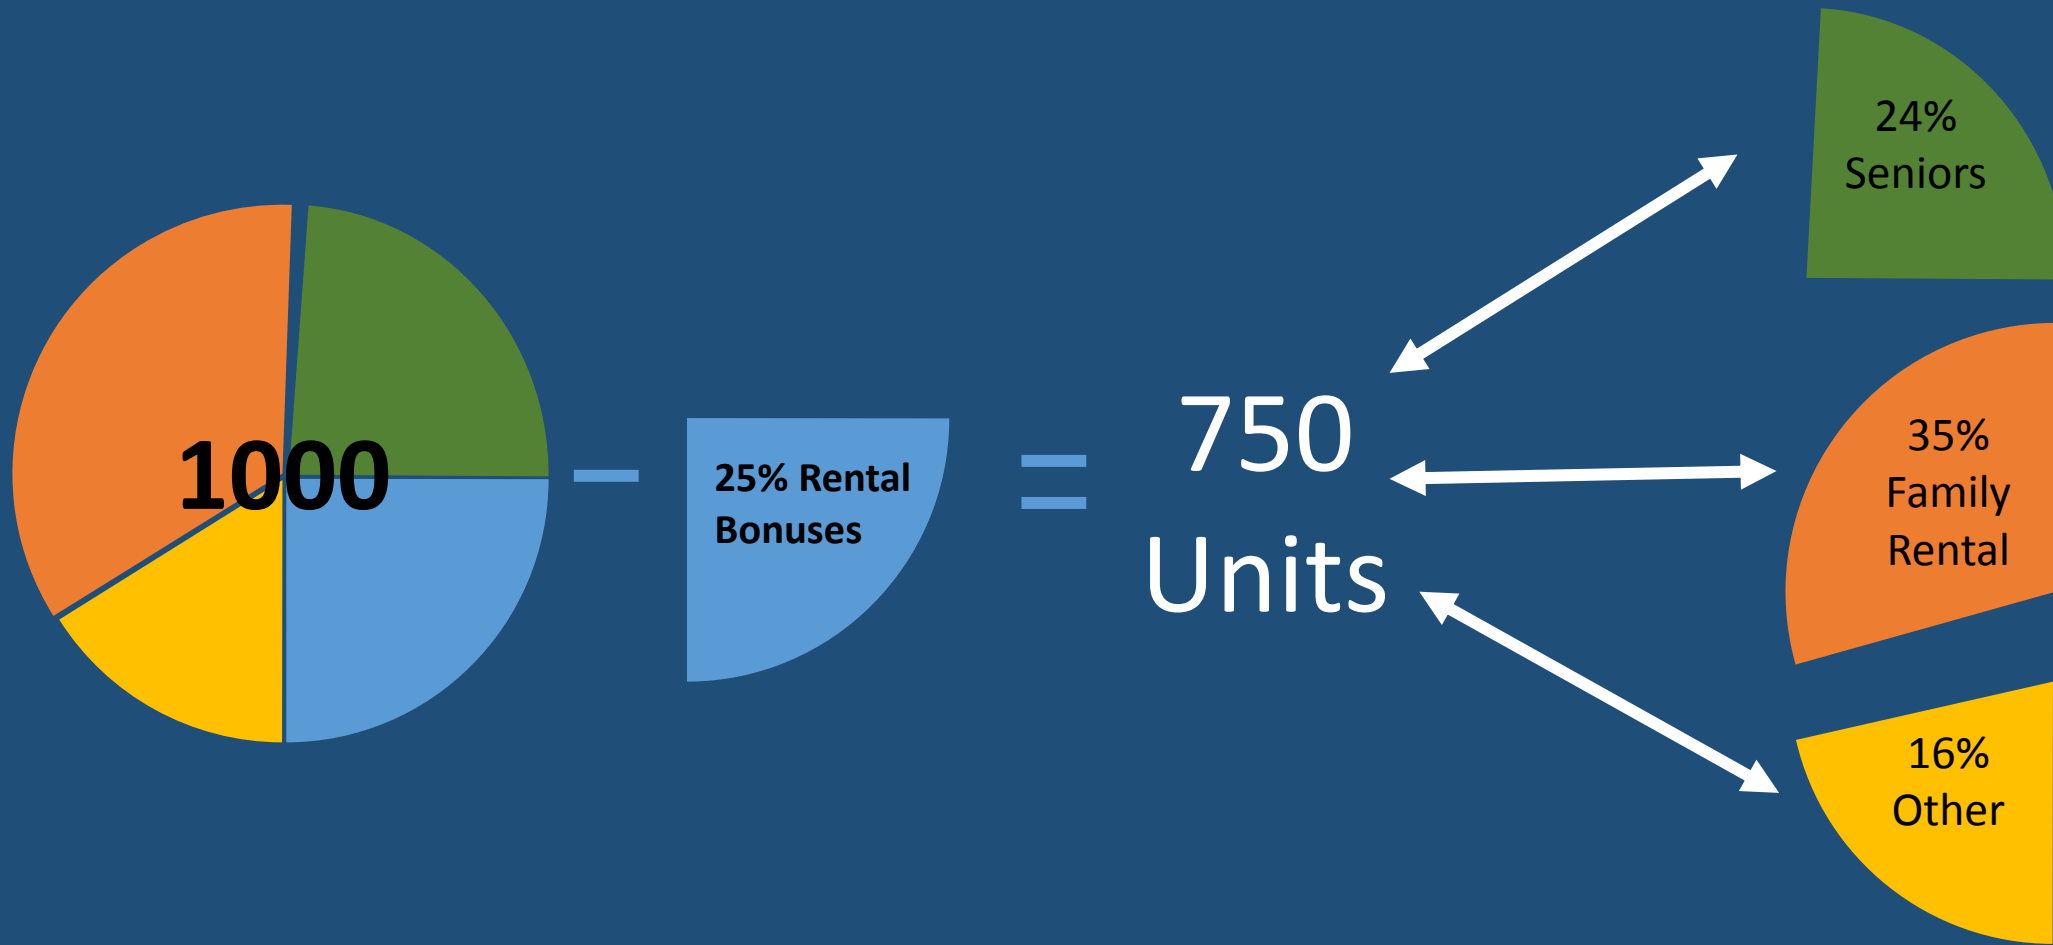 1000
–
25% Rental
Bonuses
=
750
Units
24%
Seniors
35%
Family
Rental
16%
Other